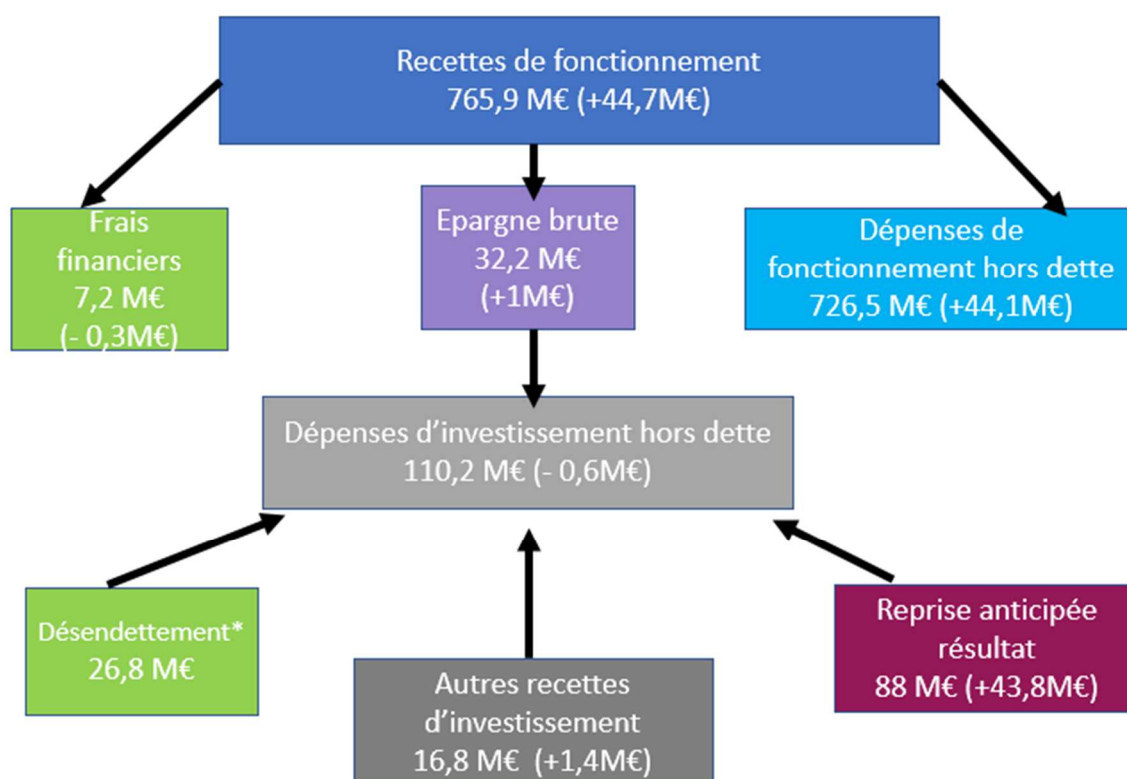 Recettes de fonctionnement
765,9 M€ (+44,7M€)
Frais
financiers
7,2 M€
(- 0,3M€)
Epargne brute
32,2 M€
(+1M€)
Dépenses de
fonctionnement hors dette
726,5 M€ (+44,1M€)
Dépenses d’investissement hors dette
110,2 M€ (- 0,6M€)
Désendettement*
26,8 M€
Autres recettes
d’investissement
16,8 M€  (+1,4M€)
Reprise anticipée
résultat
88 M€ (+43,8M€)